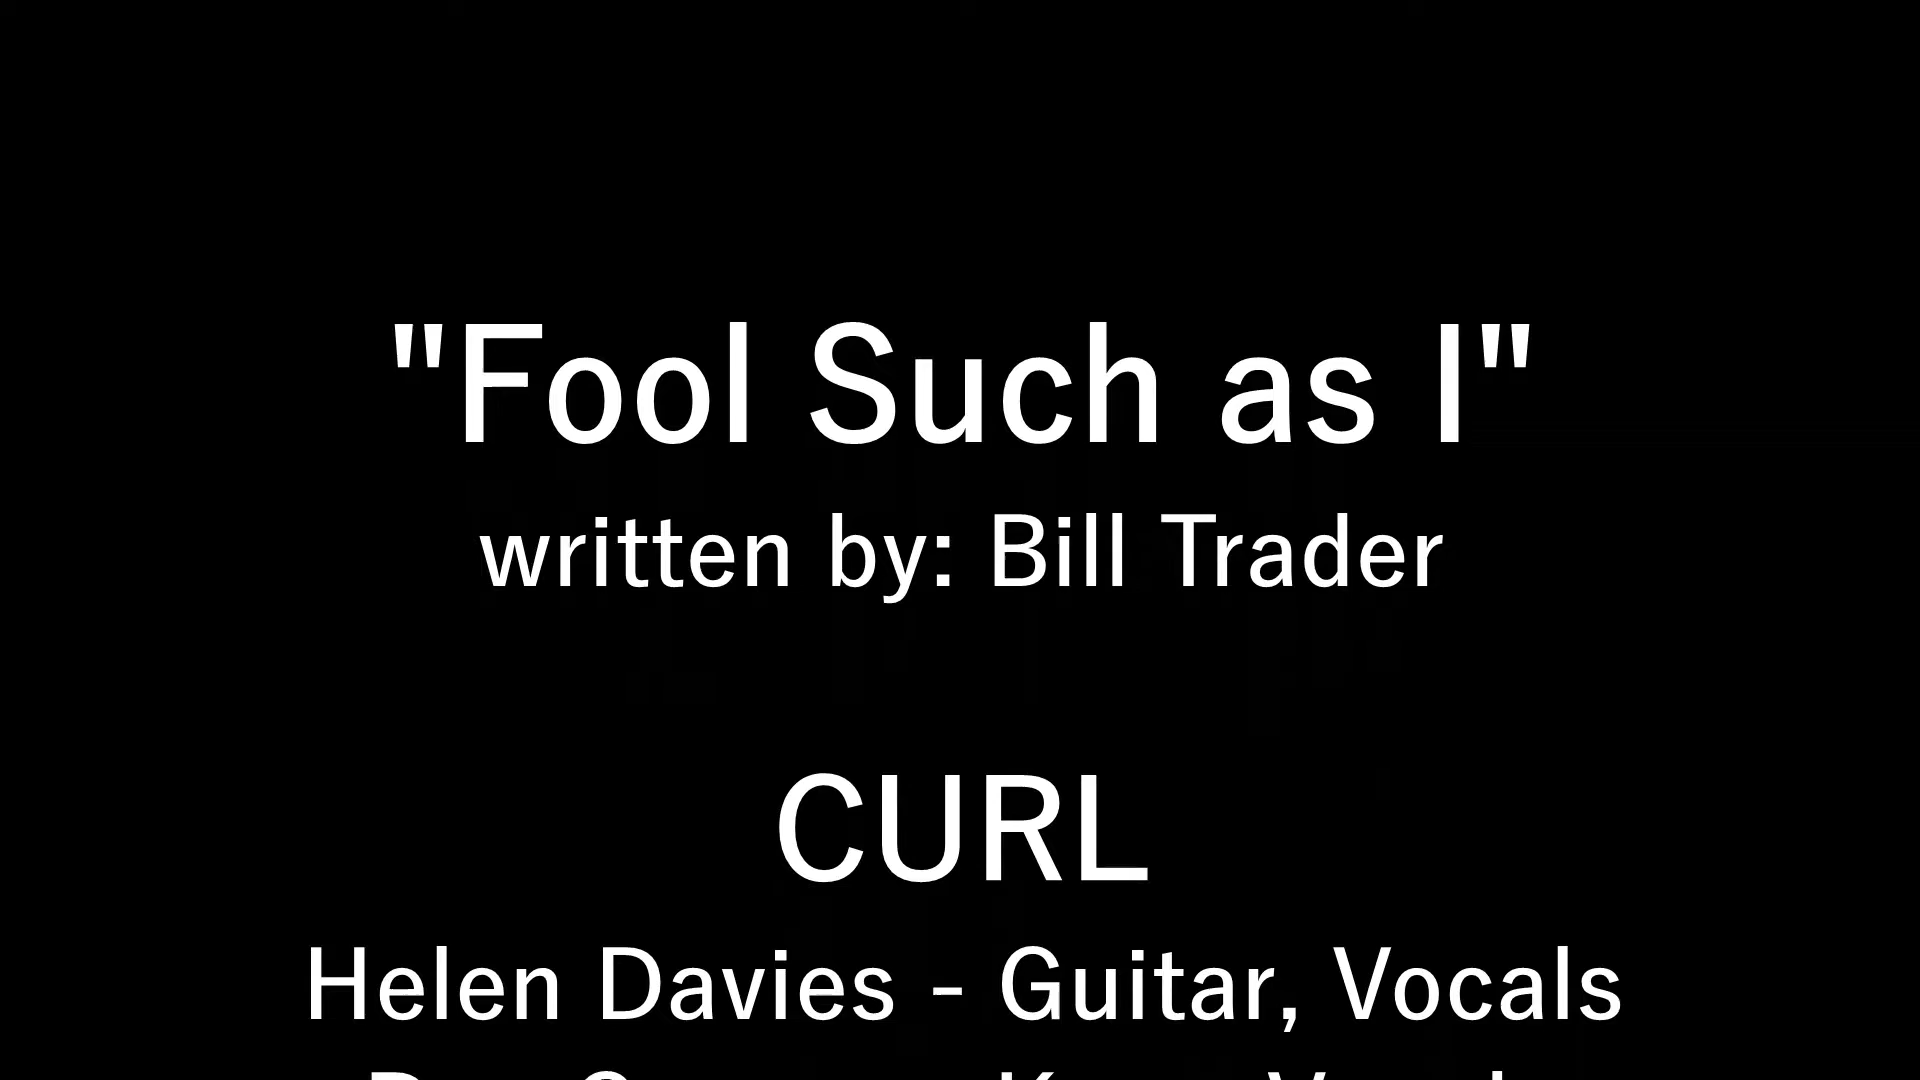 "Fool Such as I"
written by: Bill Trader
CURL
Helen Davies - Guitar, Vocals